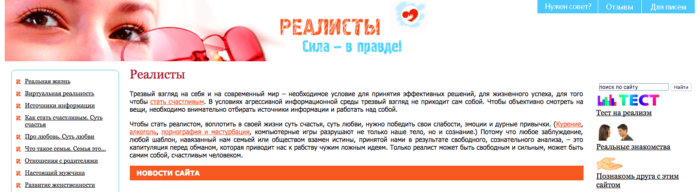 Нужен совет? Отзывы Для писем
РЕАЛИСТЫ
Сила – в правде!
Реальная жизнь
Виртуальная реальность
Источники информации
Как стать счастливым. Суть счастья
Про любовь. Суть любви
Что такое семья. Семья это...
Отношения с родителями
Настоящий мужчина
Развитие женственности
Реалисты
Трезвый взгляд на себя и на современный мир – необходимое условие для принятия эффективных решений, для жизненного успеха, для того
чтобы стать счастливым. В условиях агрессивной информационной среды трезвый взгляд не приходит сам собой. Чтобы объективно смотреть на
вещи, необходимо внимательно отбирать источники информации и работать над собой.
Чтобы стать реалистом, воплотить в своей жизни суть счастья, суть любви, нужно победить свои слабости, эмоции и дурные привычки. (Курение,
алкоголь, порнография и мастурбация, компьютерные игры разрушают не только наше тело, но и сознание.) Потому что любое заблуждение,
любой шаблон, навязанный нам семьей или обществом взамен истины, принятый нами в результате свободного, сознательного анализа, – это
капитуляция перед обманом, которая приводит нас к рабству чужим ложным идеям. Только реалист может быть свободным и сильным, может быть
самим собой, счастливым человеком.
НОВОСТИ САЙТА
поиск по сайту Найти
ТЕСТ
Тест на реализм
Реальные знакомства
Познакомь друга с этим
сайтом